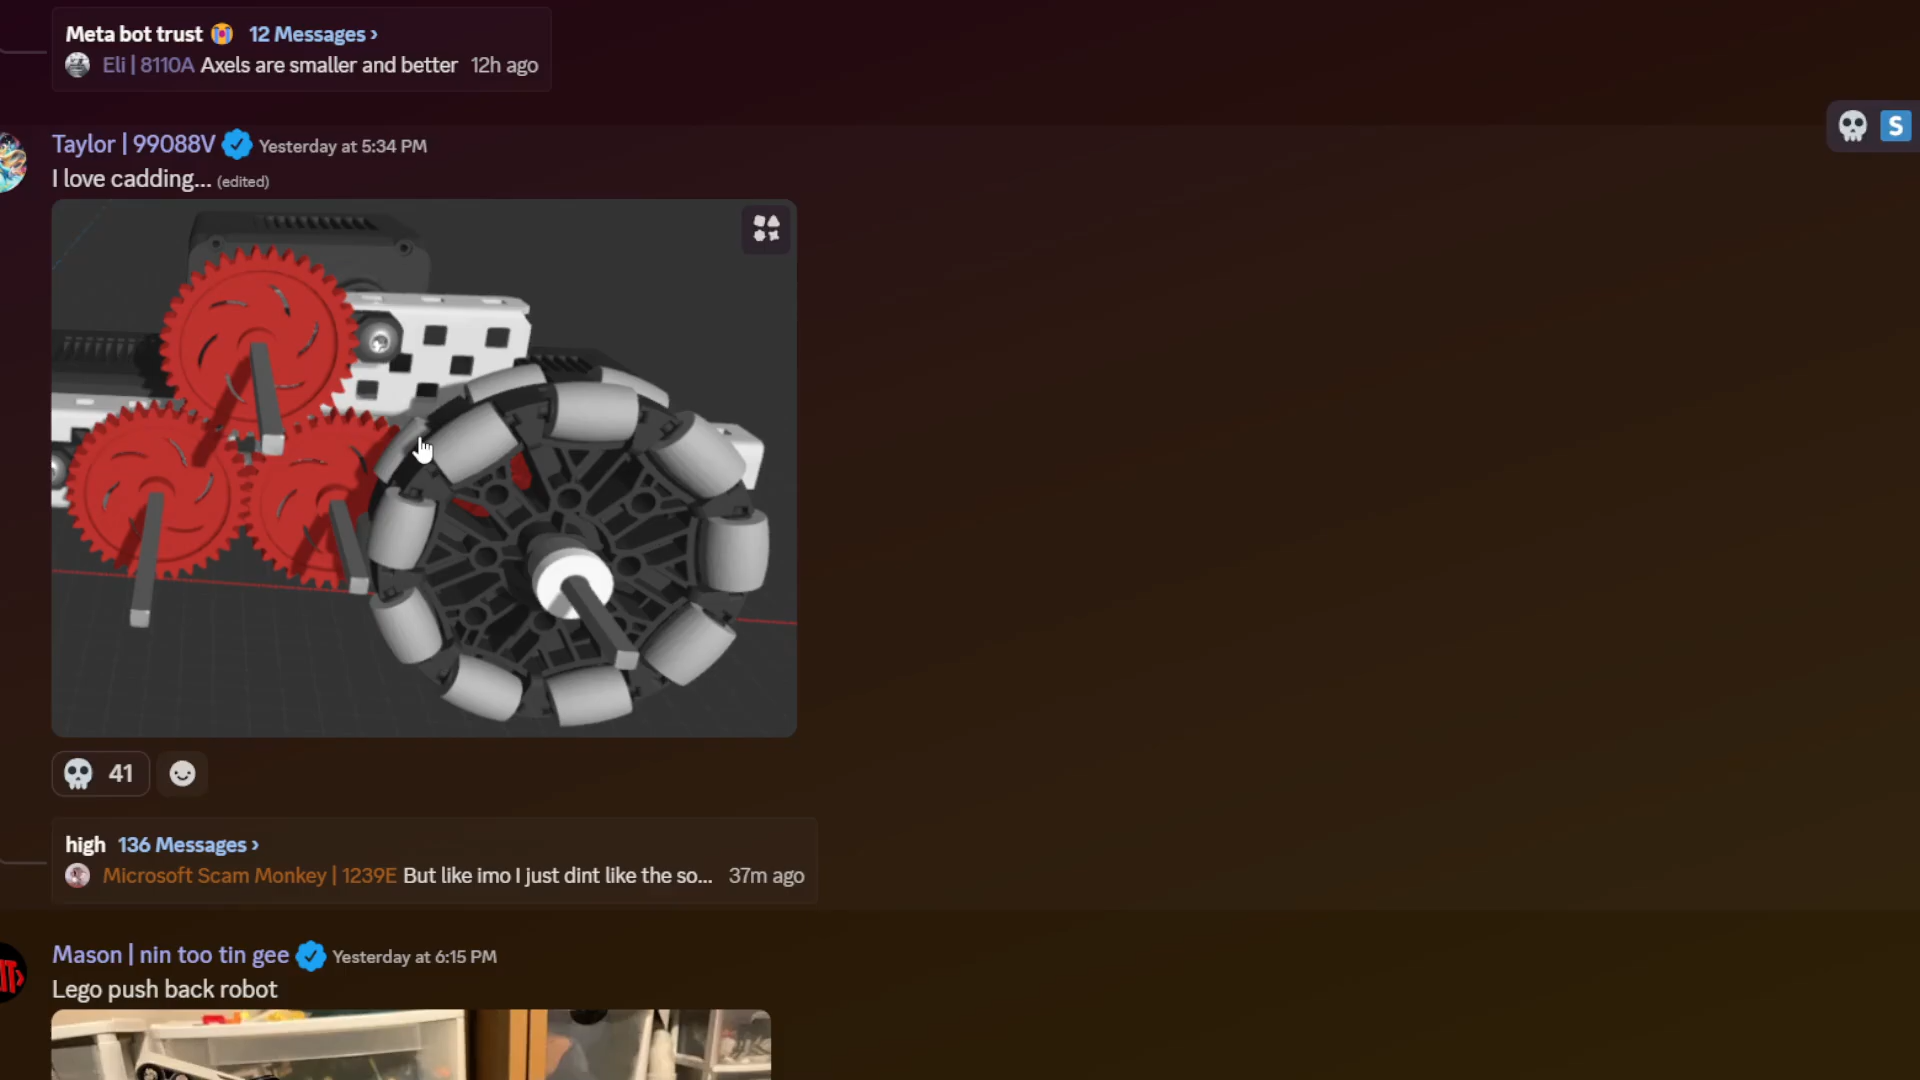 Meta bot trust 😭 12 Messages ›
Eli | 8110A Axels are smaller and better 12h ago
S
Taylor | 99088V Yesterday at 5:34 PM
I love cadding... (edited)
💀 41
high 136 Messages ›
Microsoft Scam Monkey | 1239E But like imo I just dint like the so... 37m ago
Mason | nin too tin gee Yesterday at 6:15 PM
Lego push back robot